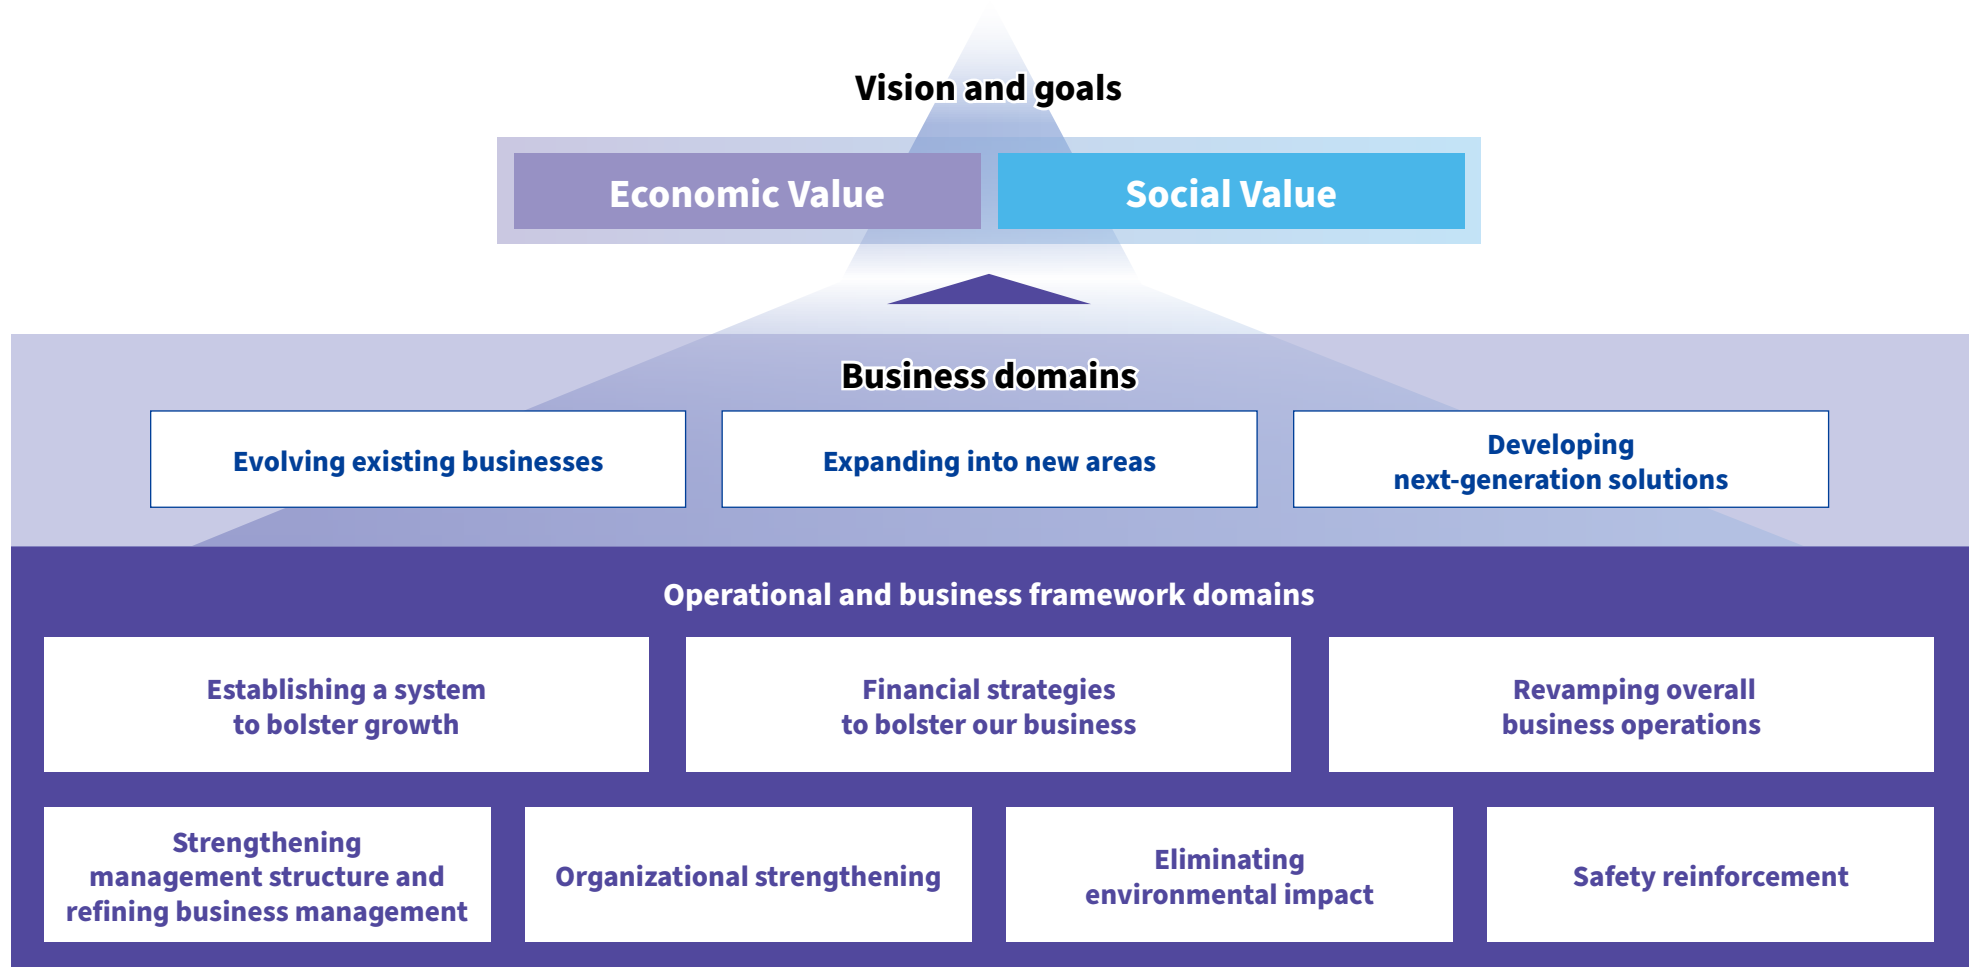 Vision and goals
Economic Value
Social Value
Business domains
Evolving existing businesses
Expanding into new areas
Developing
next-generation solutions
Operational and business framework domains
Establishing a system
to bolster growth
Financial strategies
to bolster our business
Revamping overall
business operations
Strengthening
management structure and
refining business management
Organizational strengthening
Eliminating
environmental impact
Safety reinforcement